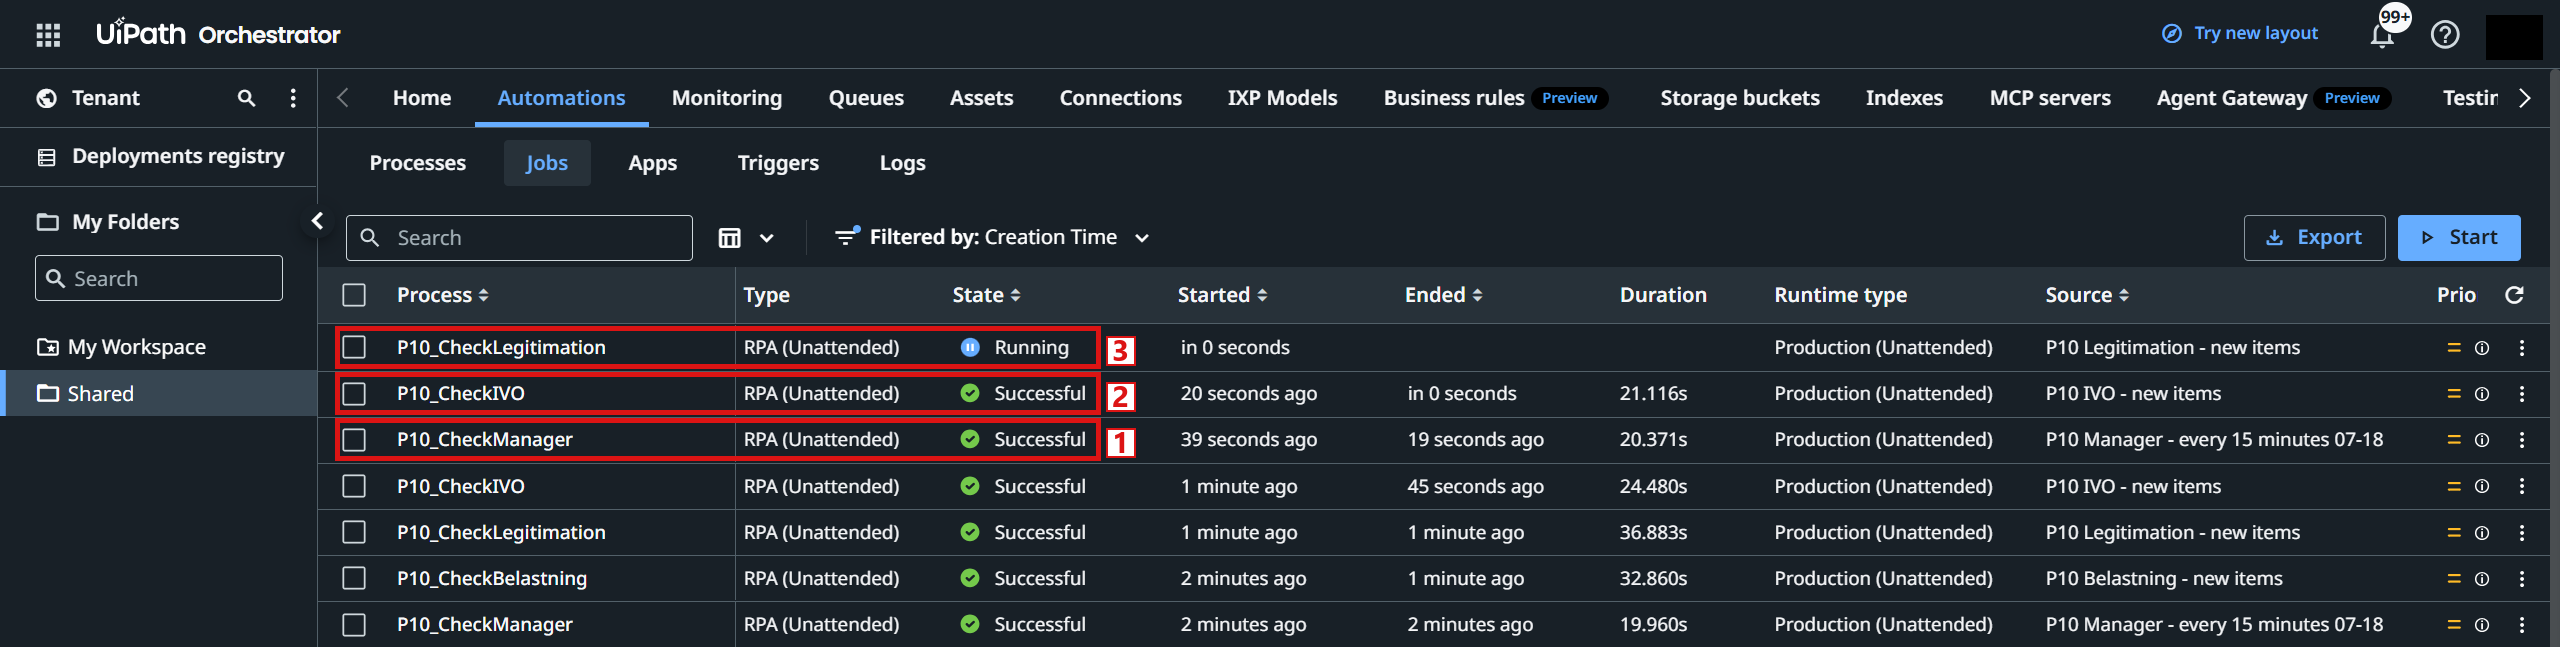 UiPath Orchestrator
Try new layout
99+
Tenant
Home Automations Monitoring Queues Assets Connections IXP Models Business rules Preview Storage buckets Indexes MCP servers Agent Gateway Preview Testin
Deployments registry
Processes Jobs Apps Triggers Logs
My Folders
Search
Search
Filtered by: Creation Time
Export
Start
Process Type State Started Ended Duration Runtime type Source Prio
My Workspace
Shared
P10_CheckLegitimation RPA (Unattended) Running 3 in 0 seconds Production (Unattended) P10 Legitimation - new items
P10_CheckIVO RPA (Unattended) Successful 2 20 seconds ago in 0 seconds 21.116s Production (Unattended) P10 IVO - new items
P10_CheckManager RPA (Unattended) Successful 1 39 seconds ago 19 seconds ago 20.371s Production (Unattended) P10 Manager - every 15 minutes 07-18
P10_CheckIVO RPA (Unattended) Successful 1 minute ago 45 seconds ago 24.480s Production (Unattended) P10 IVO - new items
P10_CheckLegitimation RPA (Unattended) Successful 1 minute ago 1 minute ago 36.883s Production (Unattended) P10 Legitimation - new items
P10_CheckBelastning RPA (Unattended) Successful 2 minutes ago 1 minute ago 32.860s Production (Unattended) P10 Belastning - new items
P10_CheckManager RPA (Unattended) Successful 2 minutes ago 2 minutes ago 19.960s Production (Unattended) P10 Manager - every 15 minutes 07-18